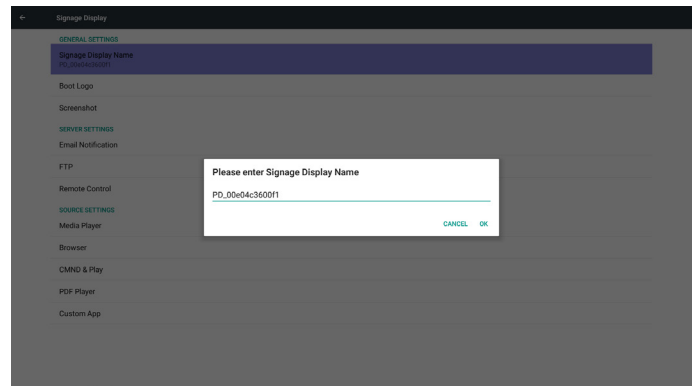 ← Signage Display
GENERAL SETTINGS
Signage Display Name
PD_00e04c3600f1
Boot Logo
Screenshot
SERVER SETTINGS
Email Notification
FTP
Remote Control
SOURCE SETTINGS
Media Player
Browser
CMND & Play
PDF Player
Custom App
Please enter Signage Display Name
PD_00e04c3600f1
CANCEL OK